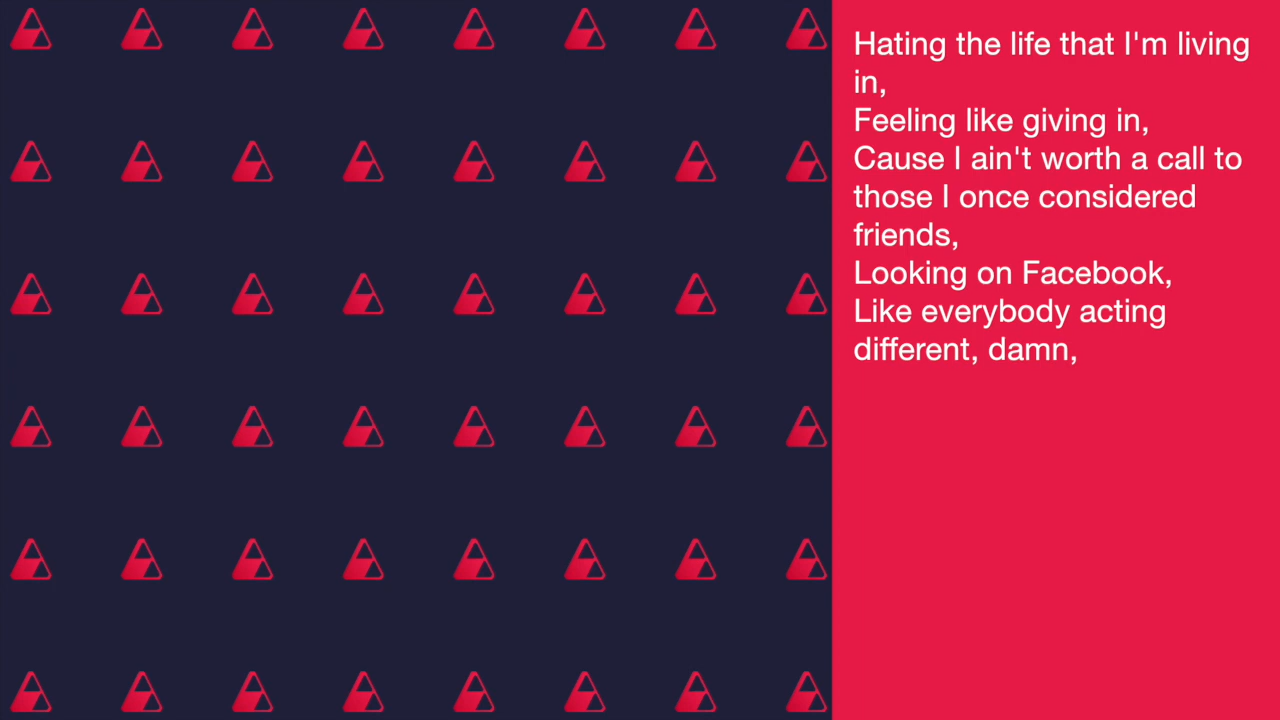 Hating the life that I'm living
in,
Feeling like giving in,
Cause I ain't worth a call to
those I once considered
friends,
Looking on Facebook,
Like everybody acting
different, damn,